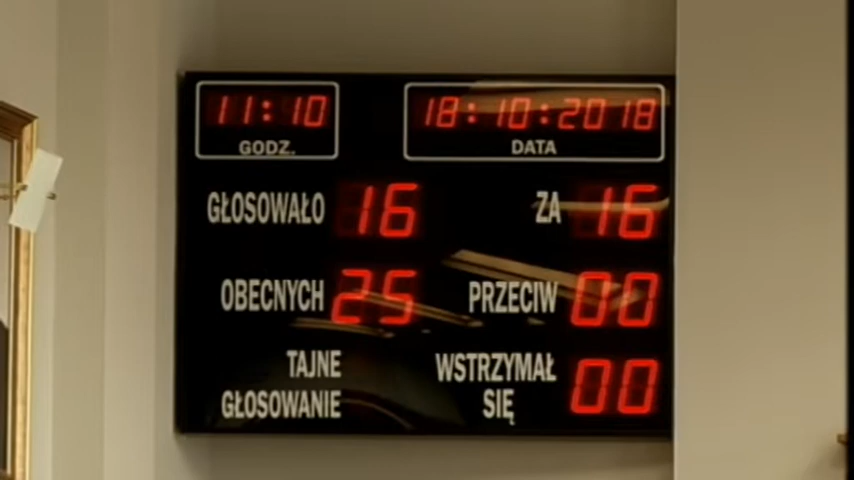 11:10 18:10:2018
GODZ. DATA
GŁOSOWAŁO 16 ZA 16
OBECNYCH 25 PRZECIW 00
TAJNE GŁOSOWANIE WSTRZYMAŁ SIĘ 00